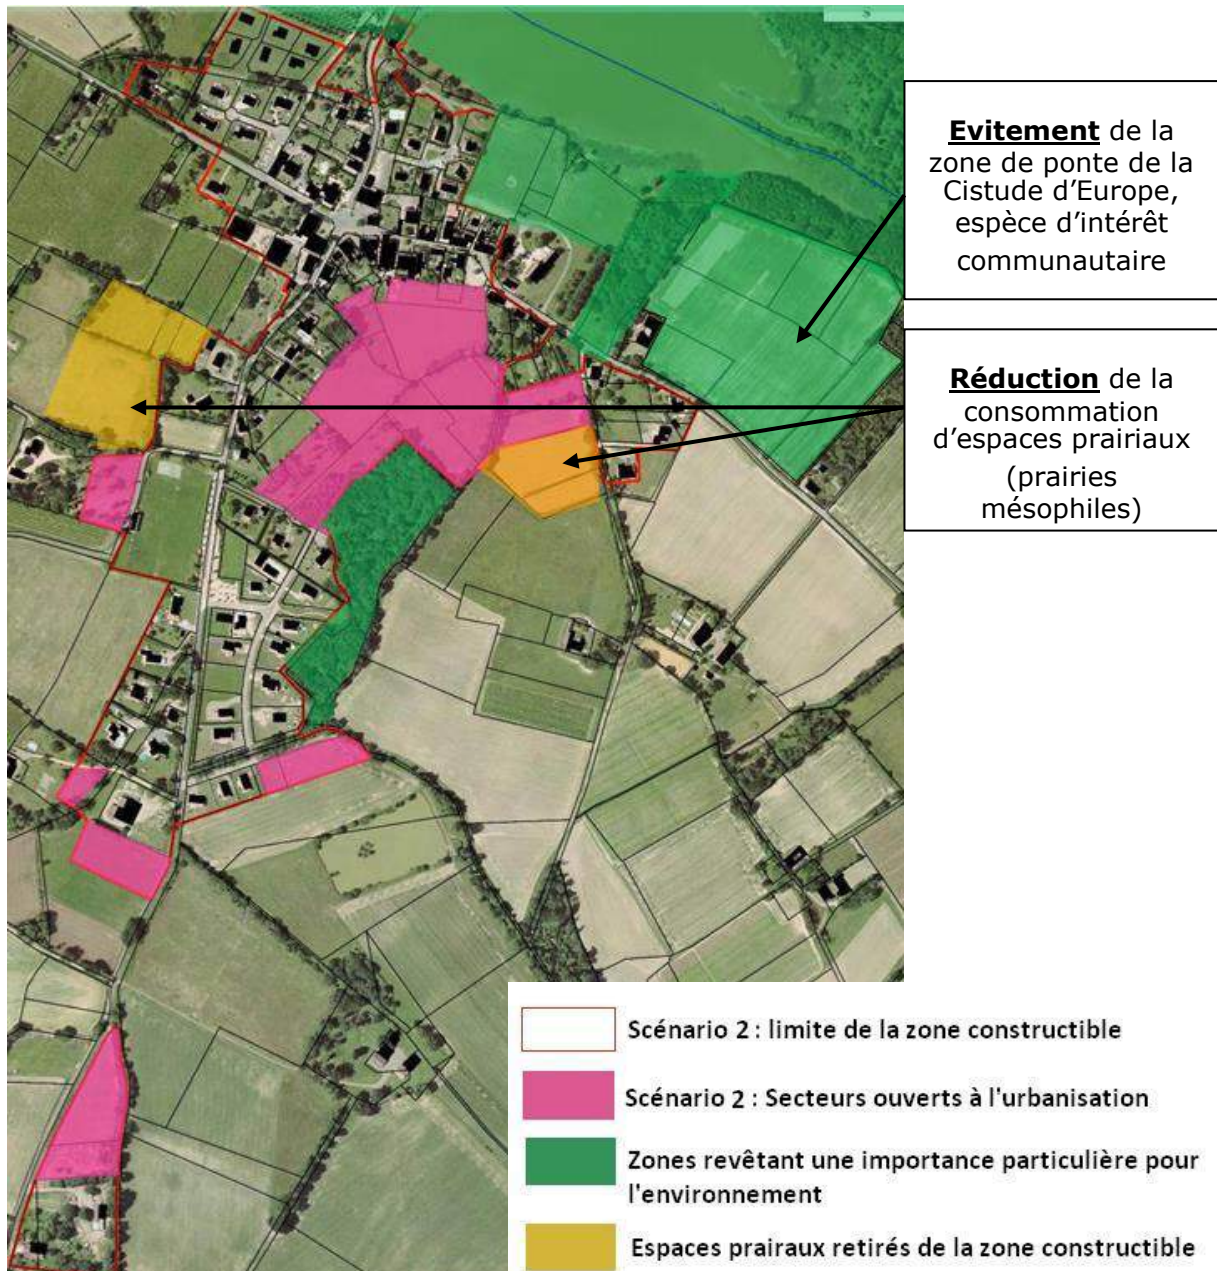 Evitement de la
zone de ponte de la
Cistude d'Europe,
espèce d'intérêt
communautaire
Réduction de la
consommation
d'espaces prairiaux
(prairies
mésophiles)
Scénario 2 : limite de la zone constructible
Scénario 2 : Secteurs ouverts à l'urbanisation
Zones revêtant une importance particulière pour
l'environnement
Espaces prairaux retirés de la zone constructible